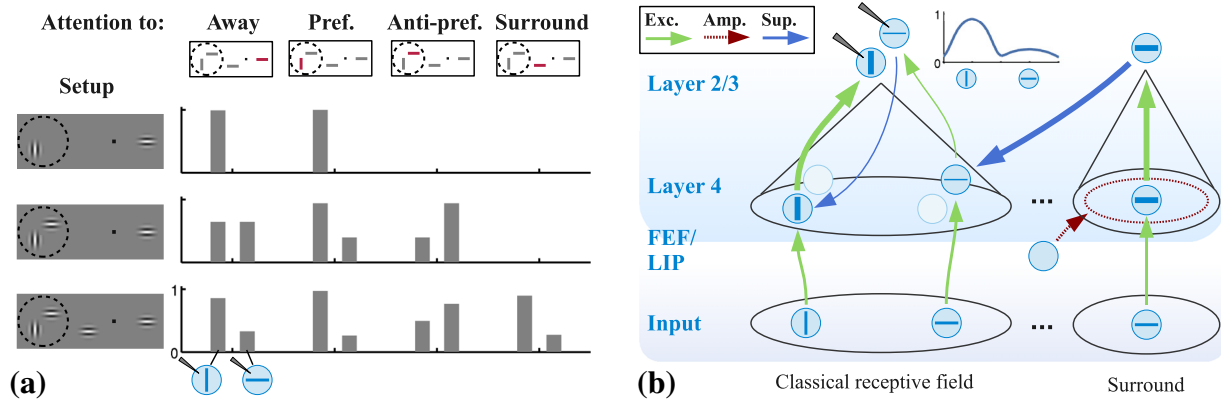 Attention to: Away Pref. Anti-pref. Surround
Setup
1
0
(a)
Exc. Amp. Sup.
1
0
Layer 2/3
Layer 4
...
...
FEF/
LIP
Input
...
...
(b)
Classical receptive field
Surround